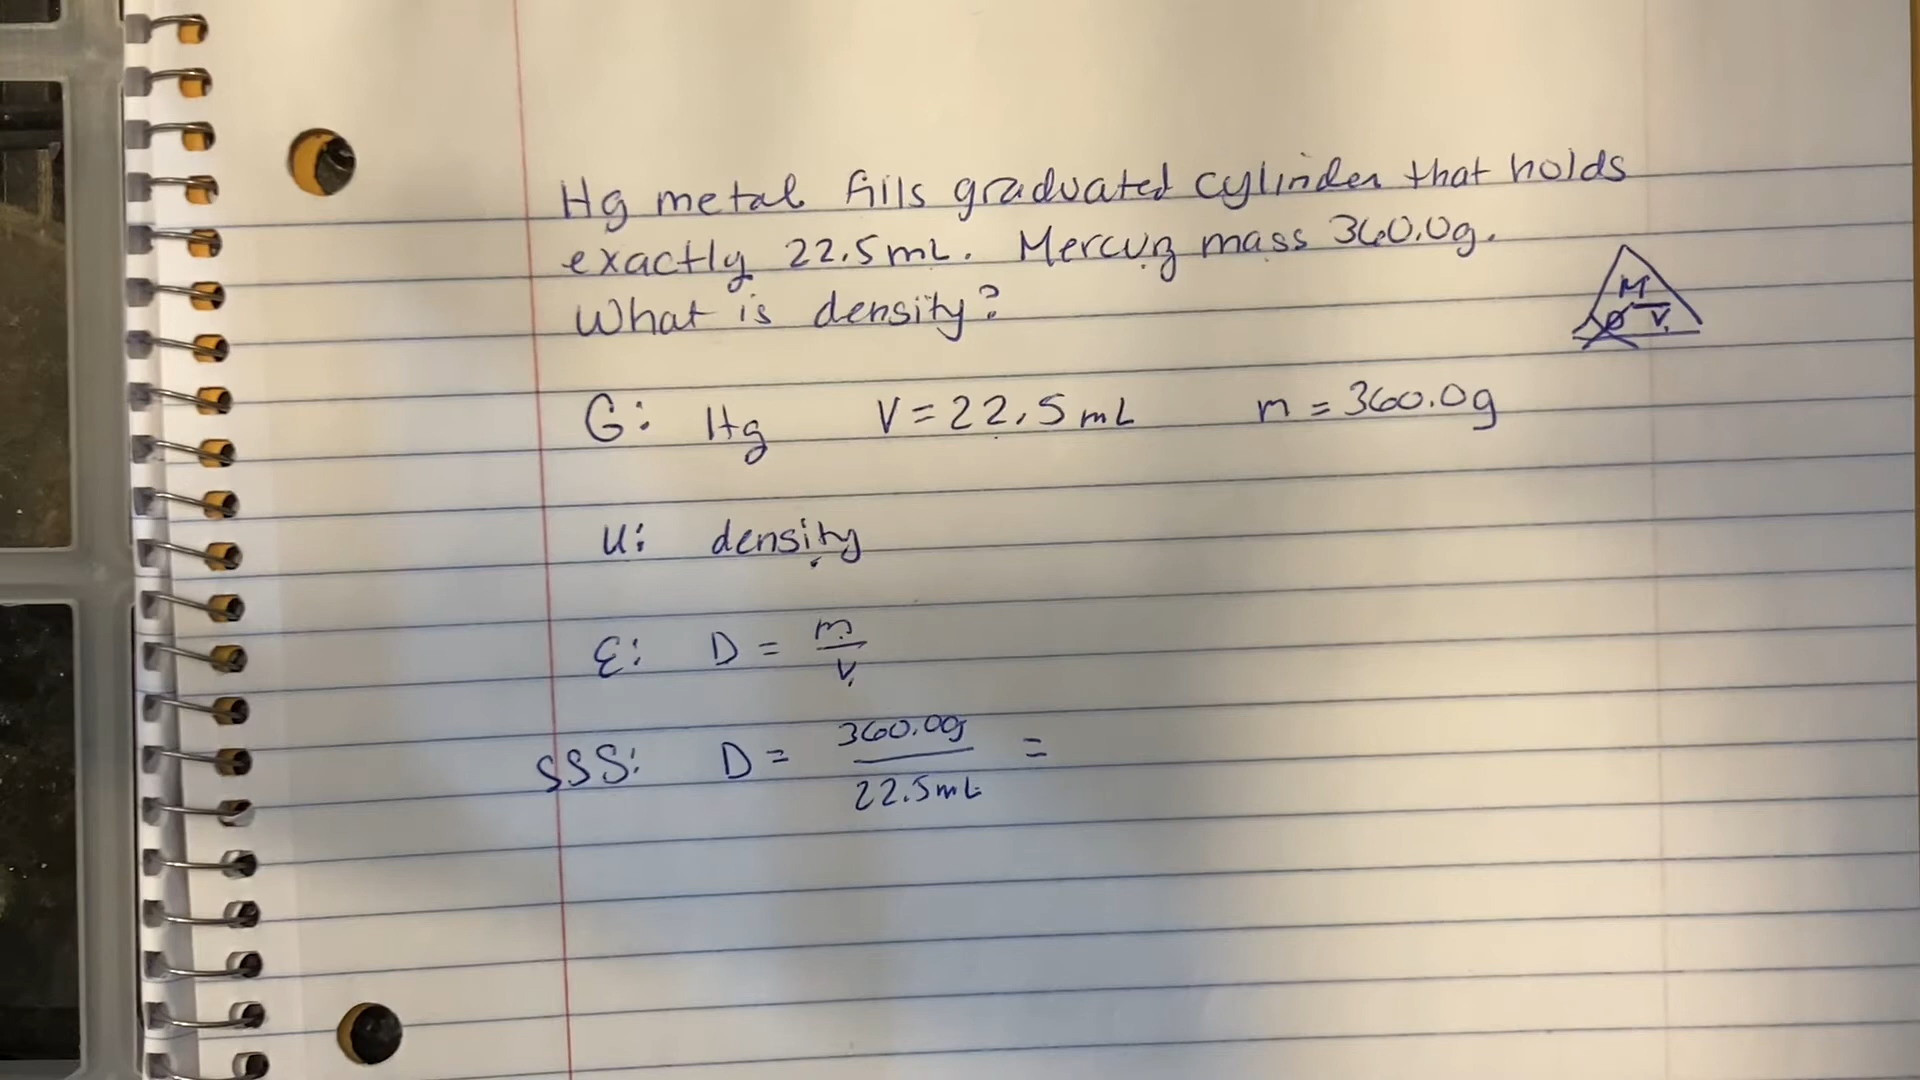 Hg metal fills graduated cylinder that holds
exactly 22.5mL. Mercury mass 360.0g.
What is density?
M
D V
G: Hg V = 22.5mL m = 360.0g
U: density
E: D = m/V
SSS: D = 360.0g/22.5mL =